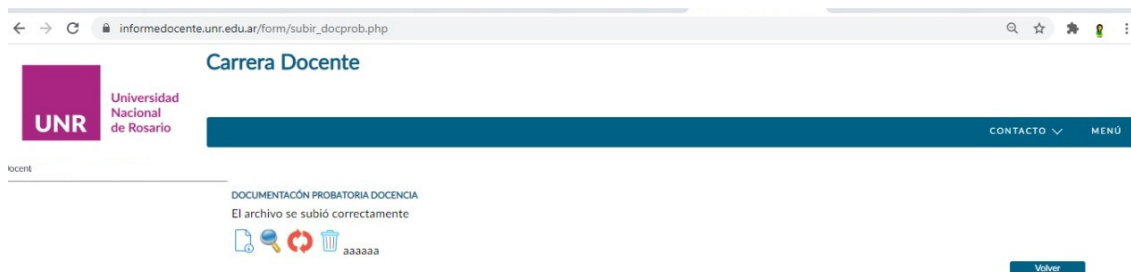 informedocente.unr.edu.ar/form/subir_docprob.php
Carrera Docente
UNR
Universidad
Nacional
de Rosario
CONTACTO MENÚ
ocent
DOCUMENTACÓN PROBATORIA DOCENCIA
El archivo se subió correctamente
aaaaaa
Volver